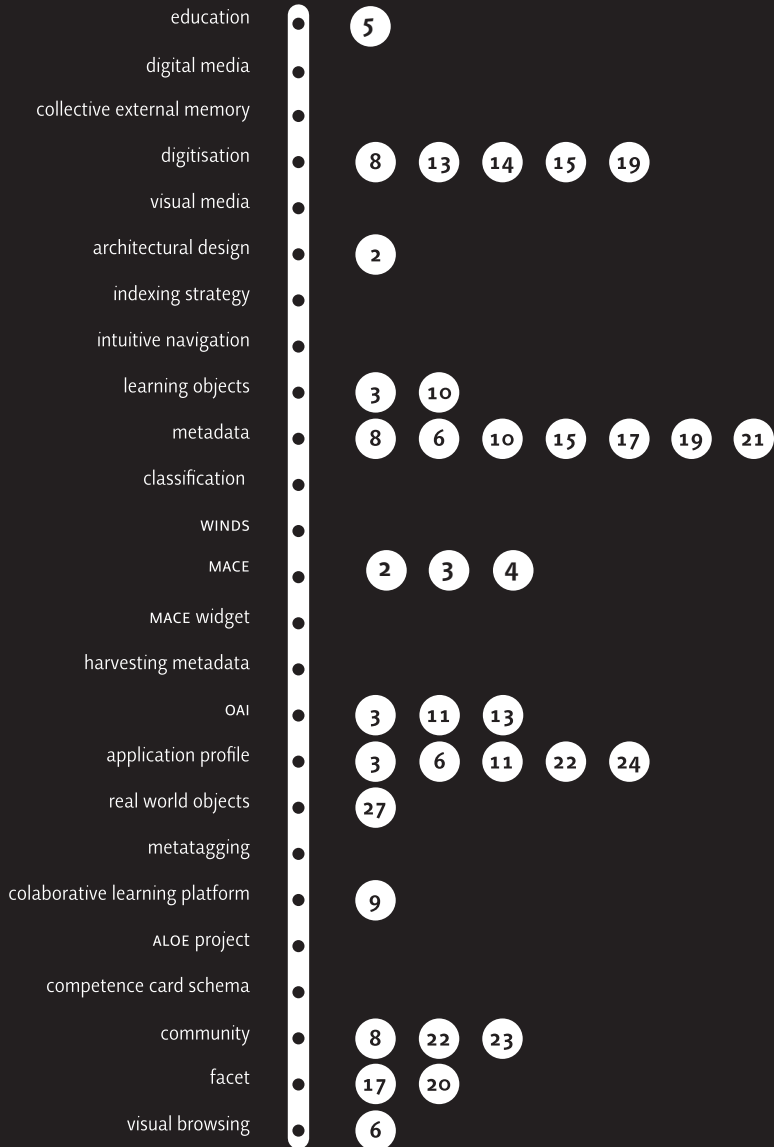 education 5
digital media
collective external memory
digitisation 8 13 14 15 19
visual media
architectural design 2
indexing strategy
intuitive navigation
learning objects 3 10
metadata 8 6 10 15 17 19 21
classification
WINDS
MACE 2 3 4
MACE widget
harvesting metadata
OAI 3 11 13
application profile 3 6 11 22 24
real world objects 27
metatagging
colaborative learning platform 9
ALOE project
competence card schema
community 8 22 23
facet 17 20
visual browsing 6